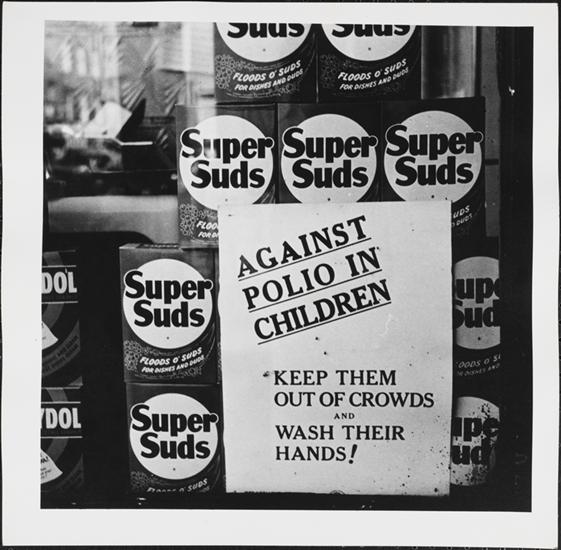 Suds
FLOODS O' SUDS
FOR DISHES AND DUDS
Suds
FLOODS O' SUDS
FOR DISHES AND DUDS
Super
Suds
Super
Suds
Super
Suds
Super
Suds
FLOODS O' SUDS
FOR DISHES AND DUDS
Super
Suds
FLOODS O' SUDS
AGAINST
POLIO IN
CHILDREN
KEEP THEM
OUT OF CROWDS
AND
WASH THEIR
HANDS!
DOL
YDOL